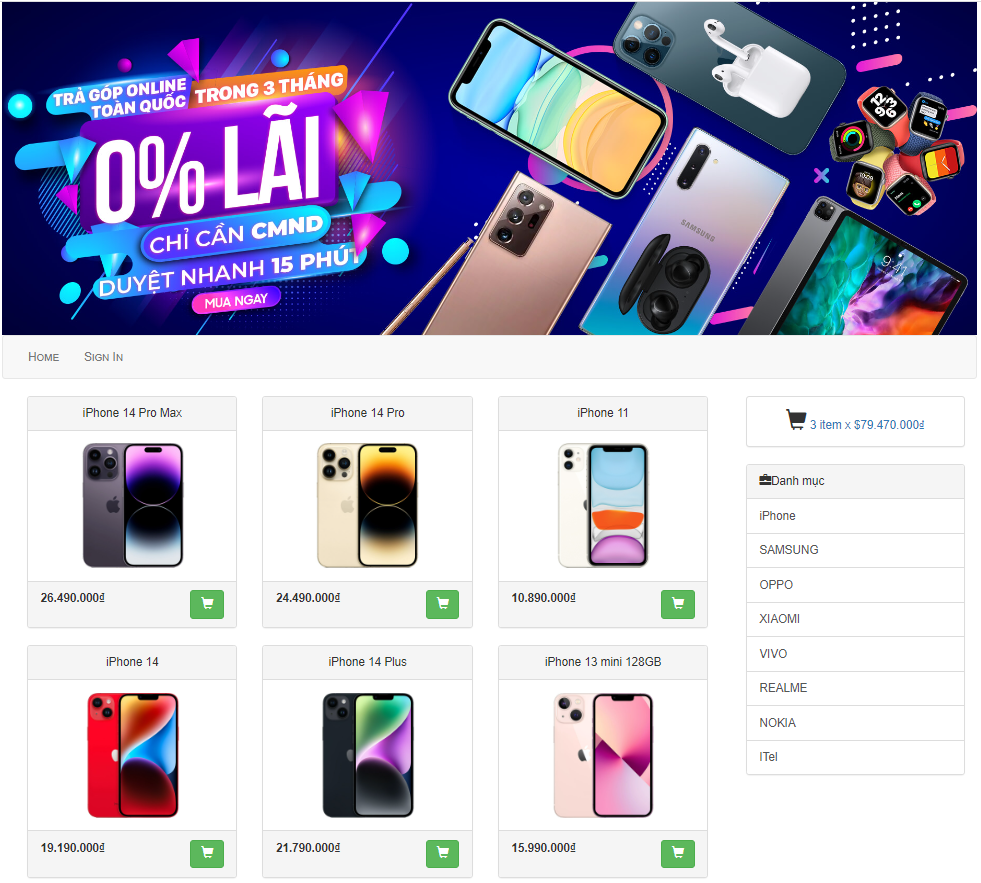 TRẢ GÓP ONLINE
TOÀN QUỐC
TRONG 3 THÁNG
0% LÃI
CHỈ CẦN CMND
DUYỆT NHANH 15 PHÚT
MUA NGAY
SAMSUNG
9:41
Home Sign In
iPhone 14 Pro Max
iPhone 14 Pro
iPhone 11
26.490.000₫
24.490.000₫
10.890.000₫
iPhone 14
iPhone 14 Plus
iPhone 13 mini 128GB
19.190.000₫
21.790.000₫
15.990.000₫
3 item x $79.470.000₫
Danh mục
iPhone
SAMSUNG
OPPO
XIAOMI
VIVO
REALME
NOKIA
ITel